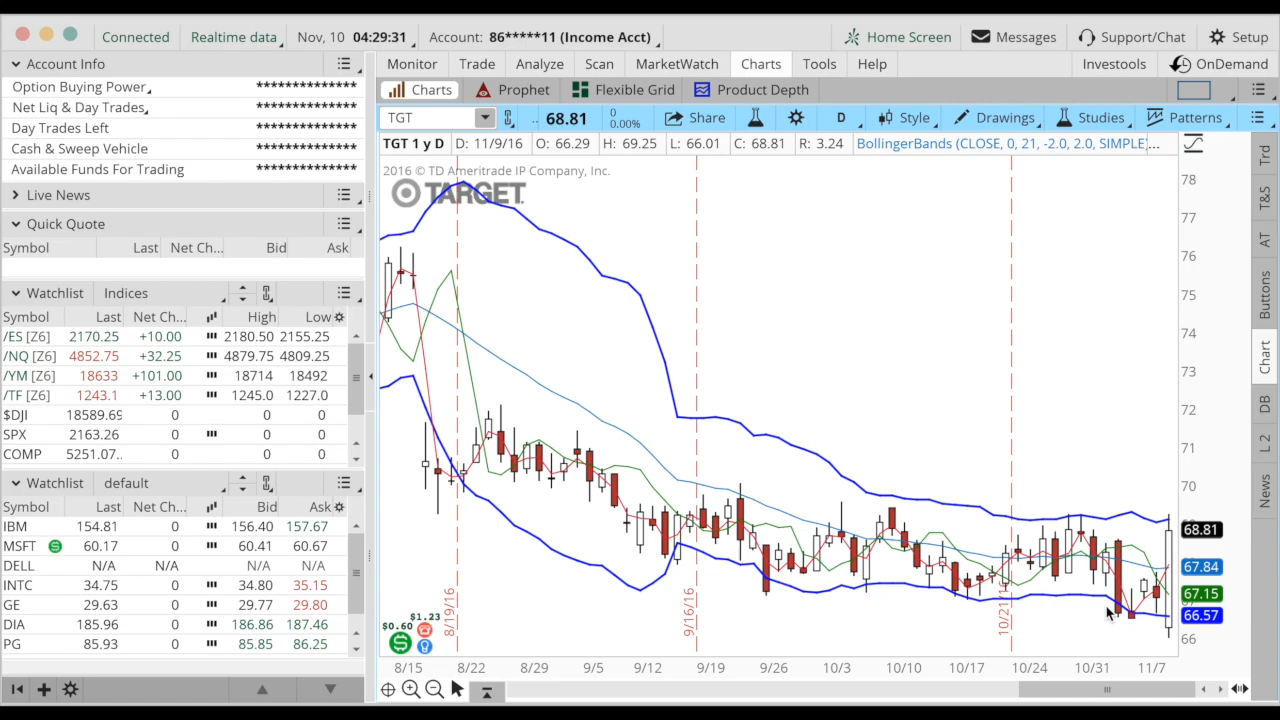 Connected Realtime data Nov, 10 04:29:31 Account: 86*****11 (Income Acct) Home Screen Messages Support/Chat Setup
Account Info
Option Buying Power **************
Net Liq & Day Trades **************
Day Trades Left **************
Cash & Sweep Vehicle **************
Available Funds For Trading **************
Live News
Quick Quote
Symbol Last Net Ch... Bid Ask
Watchlist Indices
Symbol Last Net Ch... High Low
/ES [Z6] 2170.25 +10.00 2180.50 2155.25
/NQ [Z6] 4852.75 +32.25 4879.75 4809.25
/YM [Z6] 18633 +101.00 18714 18492
/TF [Z6] 1243.1 +13.00 1245.0 1227.0
$DJI 18589.69 0 0 0
SPX 2163.26 0 0 0
COMP 5251.07.. 0 0 0
Watchlist default
Symbol Last Net Ch... Bid Ask
IBM 154.81 0 156.40 157.67
MSFT 60.17 0 60.41 60.67
DELL N/A N/A N/A N/A
INTC 34.75 0 34.80 35.15
GE 29.63 0 29.77 29.80
DIA 185.96 0 186.86 187.46
PG 85.93 0 85.85 86.25
Monitor Trade Analyze Scan MarketWatch Charts Tools Help Investools OnDemand
Charts Prophet Flexible Grid Product Depth
TGT .. 68.81 0 0.00% Share D Style Drawings Studies Patterns
TGT 1 y D D: 11/9/16 O: 66.29 H: 69.25 L: 66.01 C: 68.81 R: 3.24 BollingerBands (CLOSE, 0, 21, -2.0, 2.0, SIMPLE)...
2016 © TD Ameritrade IP Company, Inc.
TARGET
78
77
76
75
74
73
72
71
70
68.81
67.84
67.15
66.57
66
8/19/16
9/16/16
10/21/16
$0.60 $1.23
8/15 8/22 8/29 9/5 9/12 9/19 9/26 10/3 10/10 10/17 10/24 10/31 11/7
Trd
T&S
AT
Buttons
Chart
DB
L 2
News